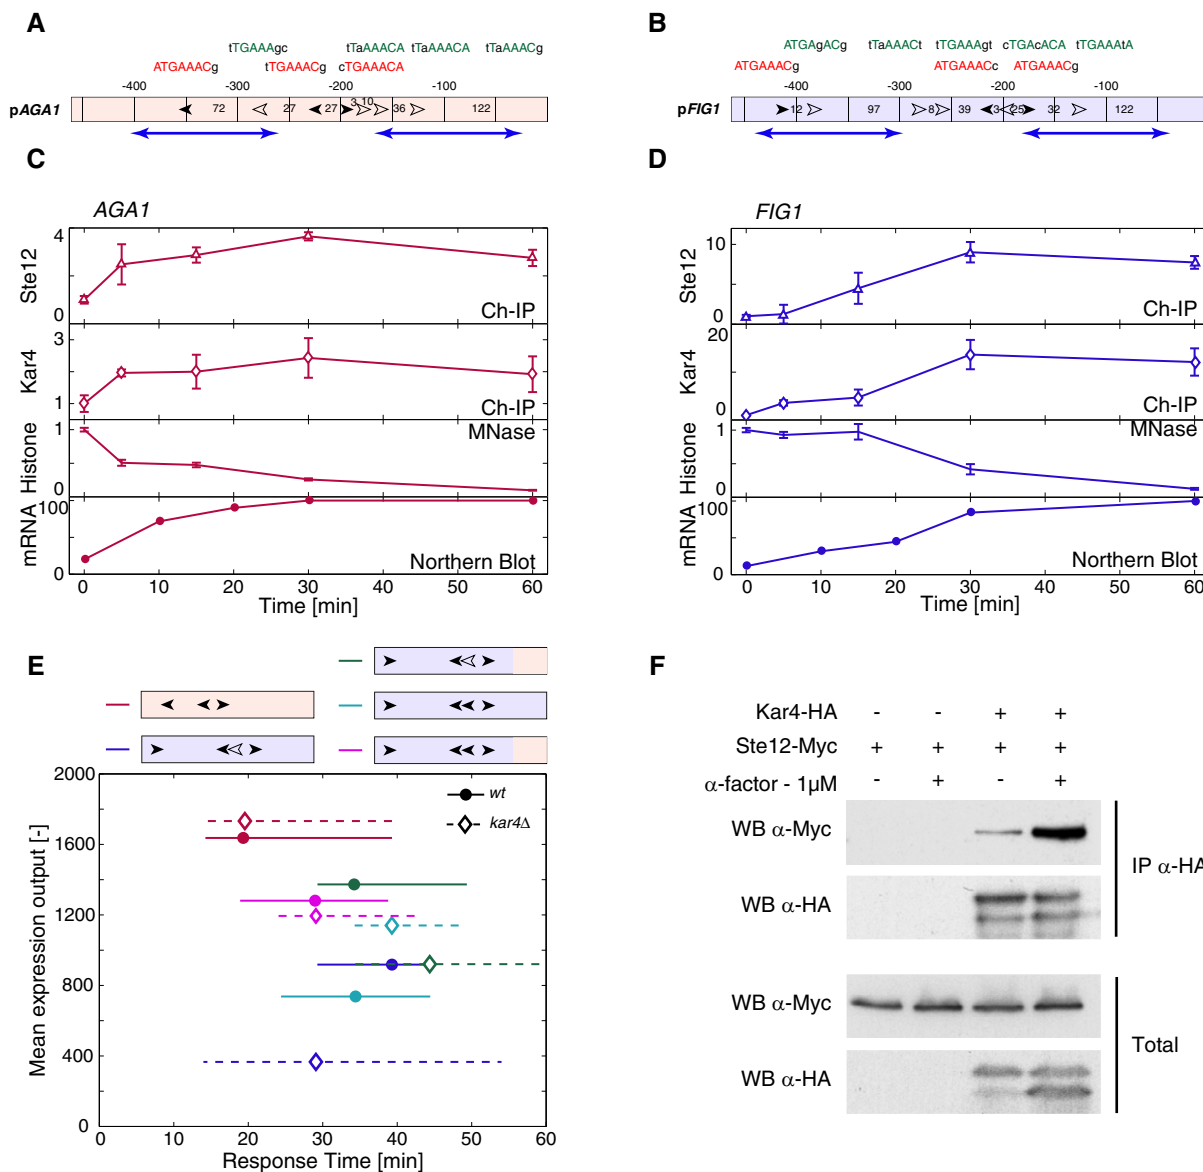 A
tTGAAAgc tTaAAACA tTaAAACA tTaAAACg
ATGAAACg tTGAAACg cTGAAACA
-400 -300 -200 -100
pAGA1 72 27 27 3 10 36 122
B
ATGAgACg tTaAAACt tTGAAAgt cTGAcACA tTGAAAtA
ATGAAACg ATGAAACc ATGAAACg
-400 -300 -200 -100
pFIG1 12 97 8 39 3 25 32 122
C
AGA1
4
Ste12
0
Ch-IP
3
Kar4
1
Ch-IP
1
Histone
MNase
0
100
mRNA
Northern Blot
0
0 10 20 30 40 50 60
Time [min]
D
FIG1
10
Ste12
0
Ch-IP
20
Kar4
0
Ch-IP
1
Histone
MNase
0
100
mRNA
Northern Blot
0
0 10 20 30 40 50 60
Time [min]
E
2000
wt
kar4Δ
1600
1200
800
400
0
Mean expression output [-]
0 10 20 30 40 50 60
Response Time [min]
F
Kar4-HA - - + +
Ste12-Myc + + + +
α-factor - 1μM - + - +
WB α-Myc
IP α-HA
WB α-HA
WB α-Myc
Total
WB α-HA